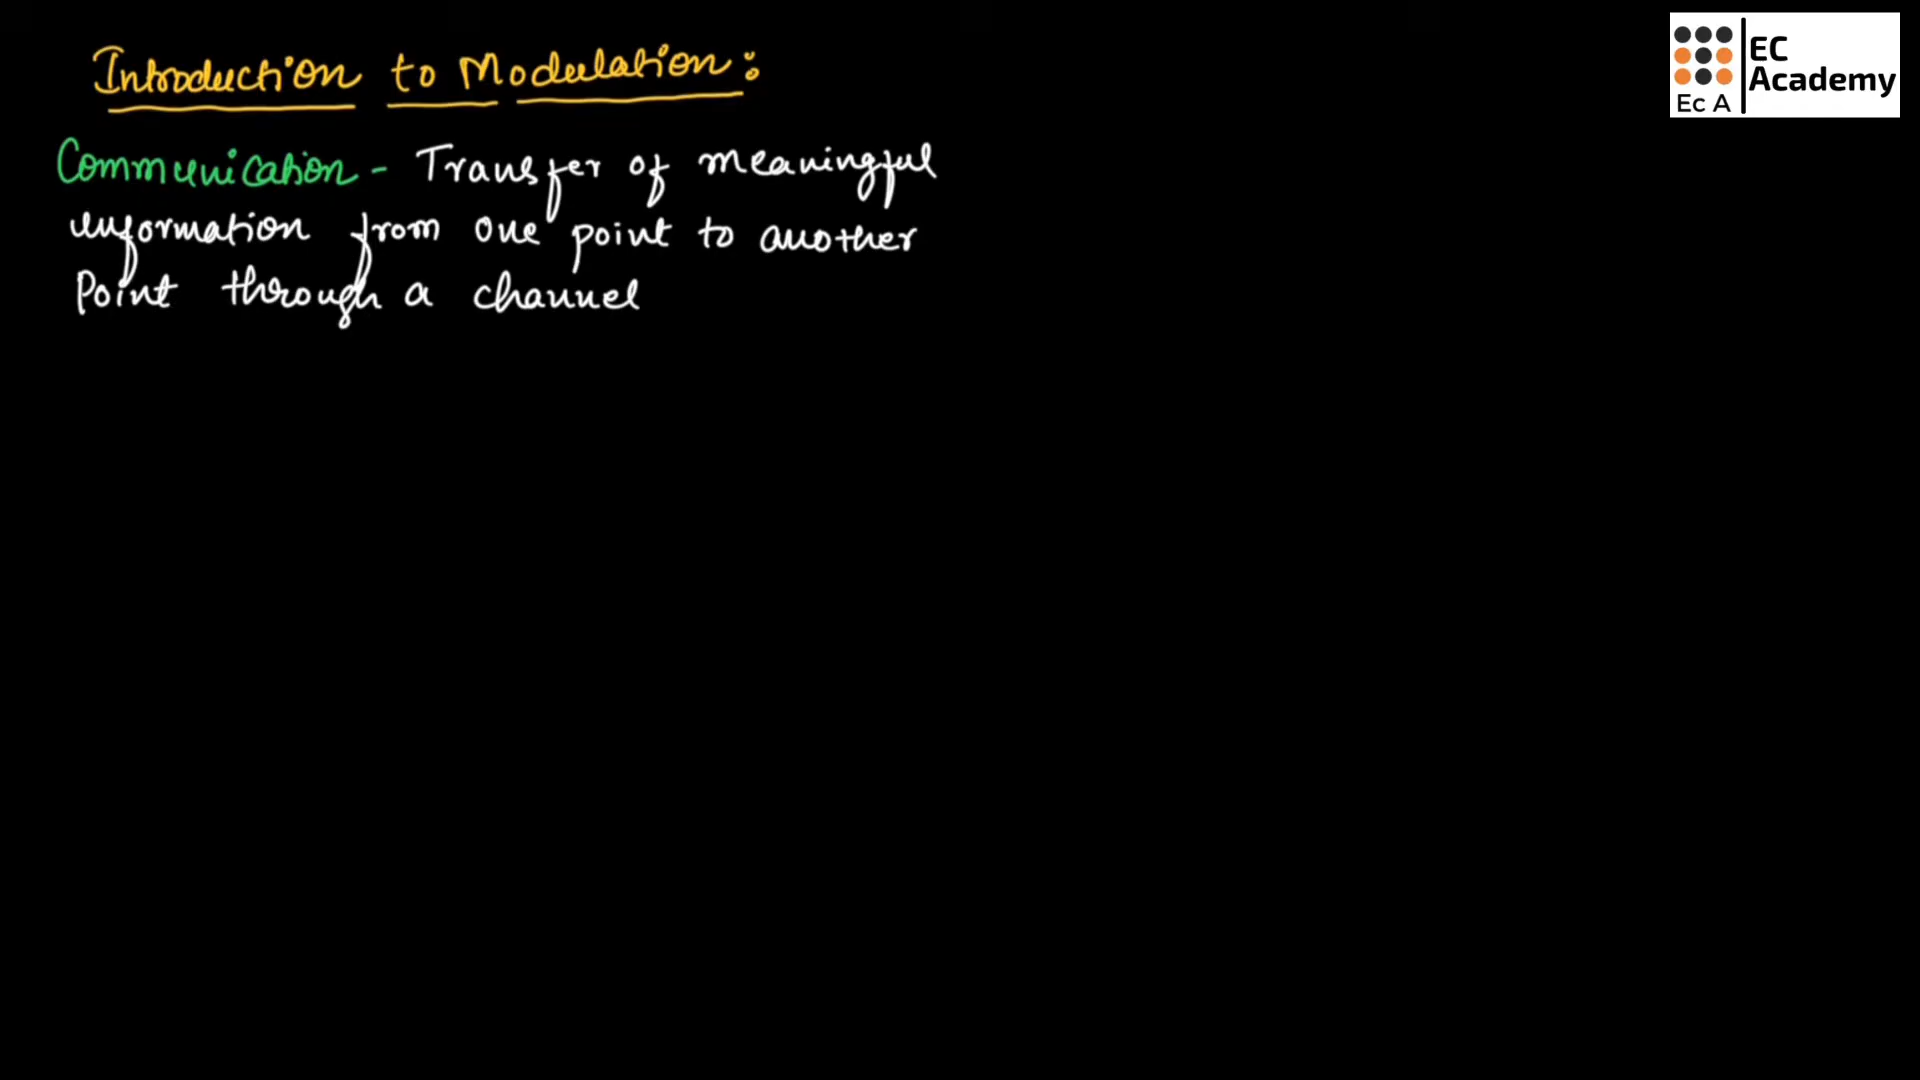 Introduction to Modulation:
Communication - Transfer of meaningful
information from one point to another
Point through a channel
EC
Academy
Ec A